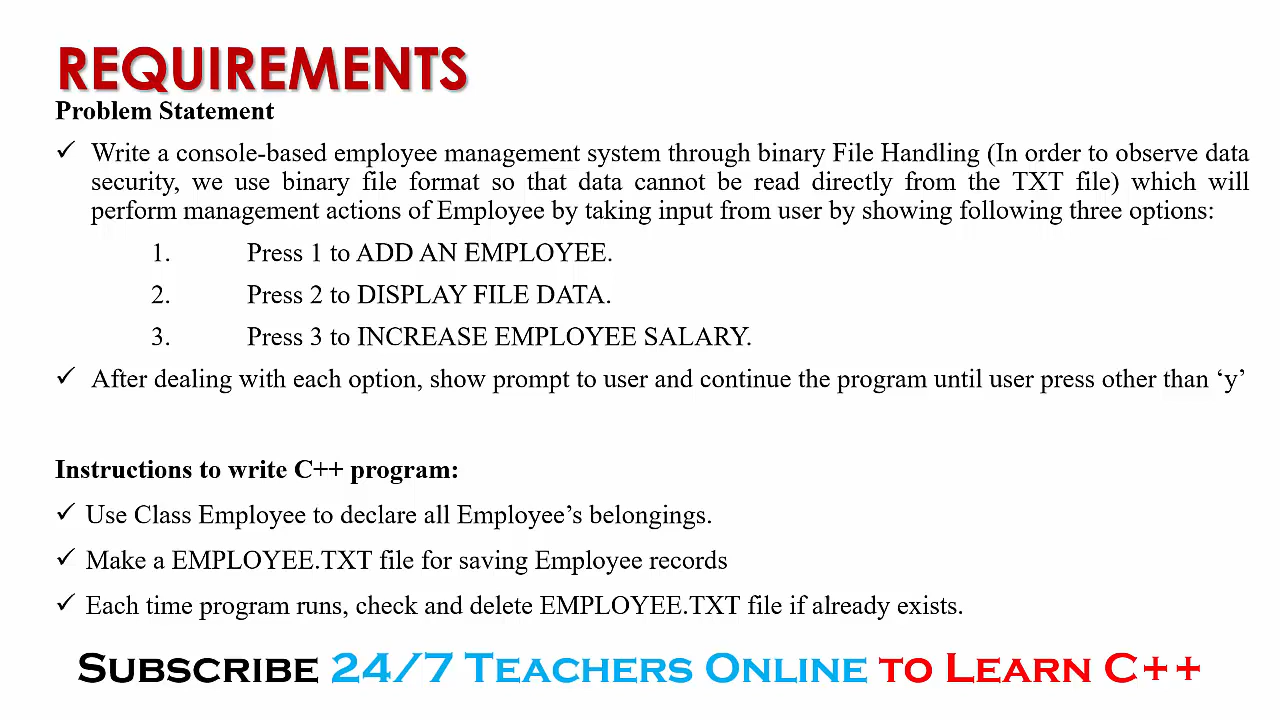 REQUIREMENTS
Problem Statement
✓ Write a console-based employee management system through binary File Handling (In order to observe data
security, we use binary file format so that data cannot be read directly from the TXT file) which will
perform management actions of Employee by taking input from user by showing following three options:
1. Press 1 to ADD AN EMPLOYEE.
2. Press 2 to DISPLAY FILE DATA.
3. Press 3 to INCREASE EMPLOYEE SALARY.
✓ After dealing with each option, show prompt to user and continue the program until user press other than ‘y’
Instructions to write C++ program:
✓ Use Class Employee to declare all Employee’s belongings.
✓ Make a EMPLOYEE.TXT file for saving Employee records
✓ Each time program runs, check and delete EMPLOYEE.TXT file if already exists.
SUBSCRIBE 24/7 TEACHERS ONLINE TO LEARN C++